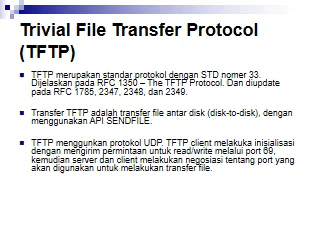 Trivial File Transfer Protocol
(TFTP)
TFTP merupakan standar protokol dengan STD nomer 33.
Dijelaskan pada RFC 1350 – The TFTP Protocol. Dan diupdate
pada RFC 1785, 2347, 2348, dan 2349.
Transfer TFTP adalah transfer file antar disk (disk-to-disk), dengan
menggunakan API SENDFILE.
TFTP menggunkan protokol UDP. TFTP client melakuka inisialisasi
dengan mengirim permintaan untuk read/write melalui port 69,
kemudian server dan client melakukan negosiasi tentang port yang
akan digunakan untuk melakukan transfer file.